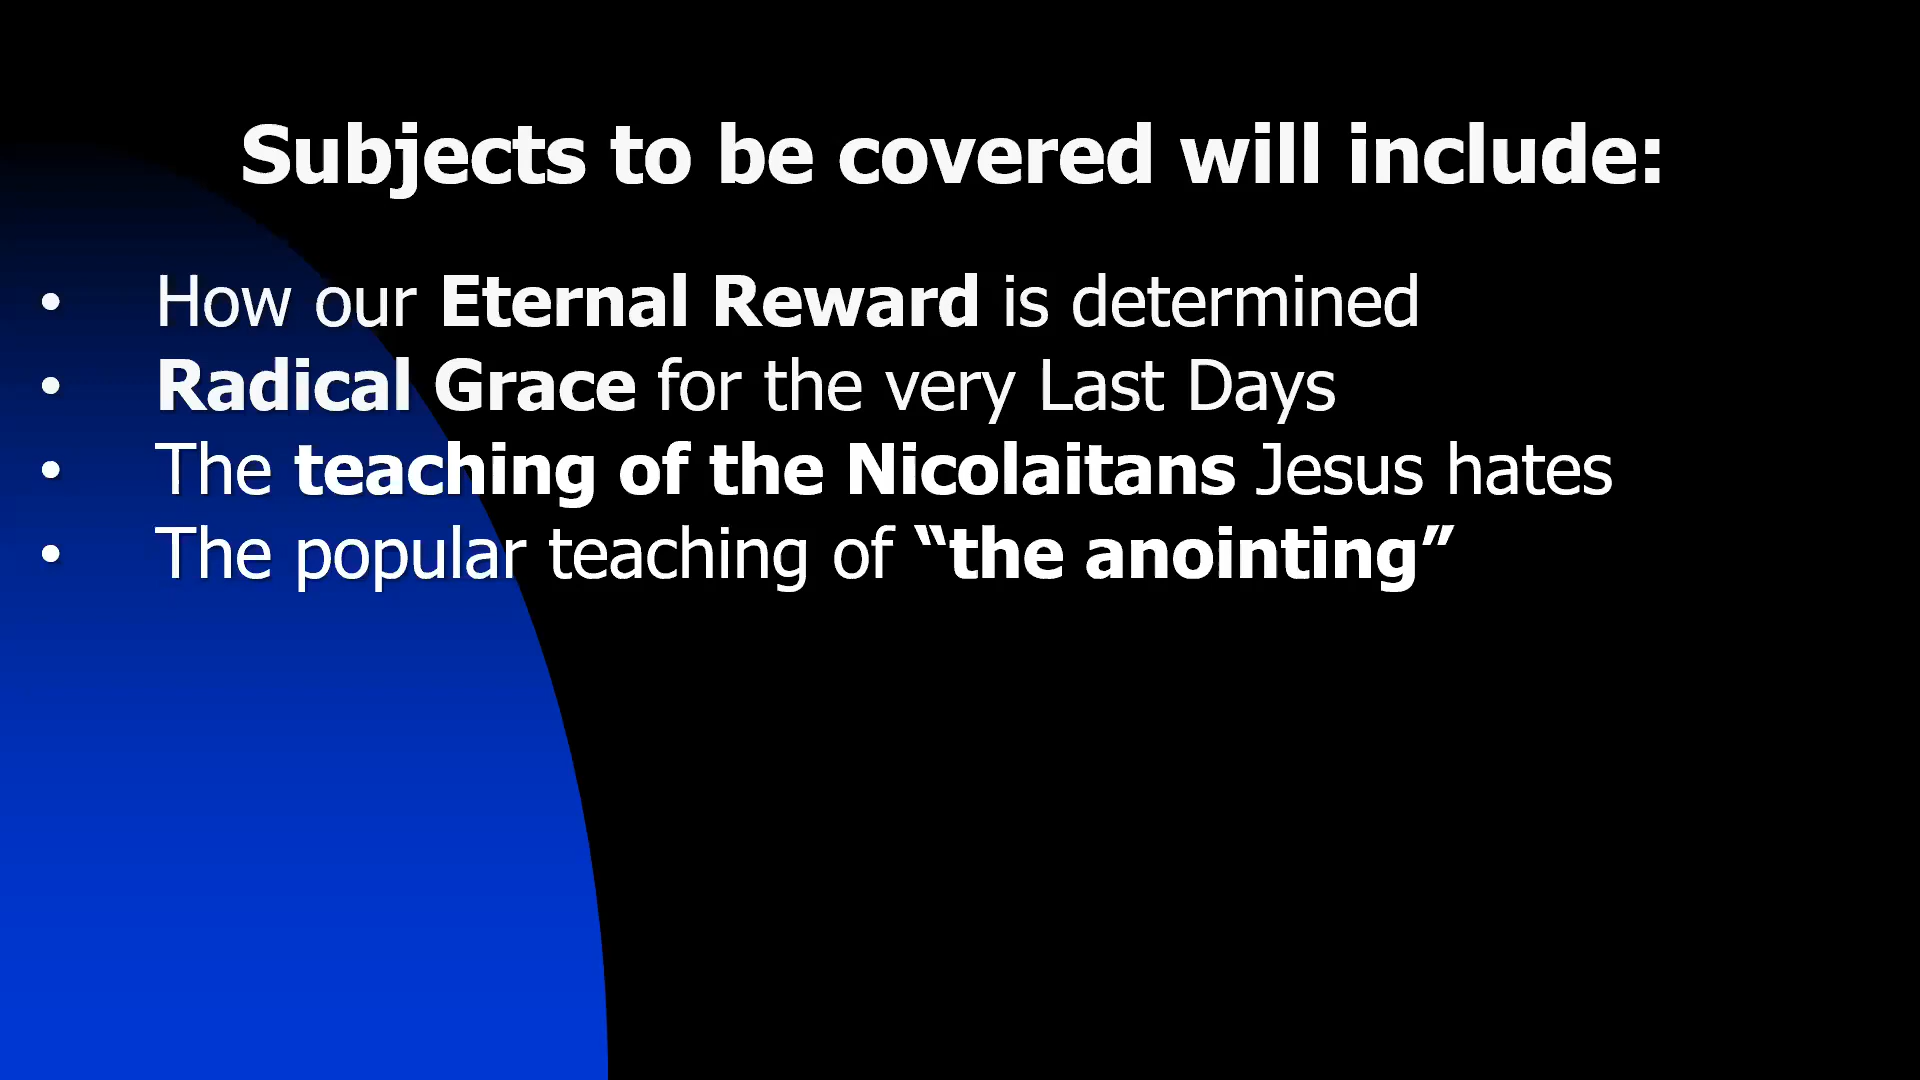 Subjects to be covered will include:
• How our Eternal Reward is determined
• Radical Grace for the very Last Days
• The teaching of the Nicolaitans Jesus hates
• The popular teaching of “the anointing”